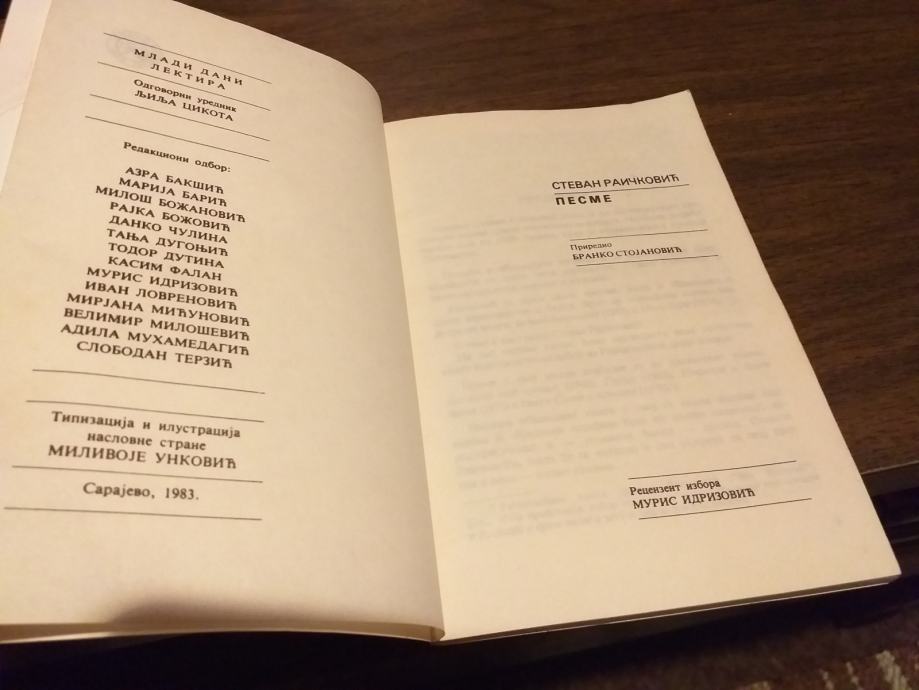 МЛАДИ ДАНИ
ЛЕКТИРА
Одговорни уредник
ЉИЉА ЦИКОТА
Редакциони одбор:
АЗРА БАКШИЋ
МАРИЈА БАРИЋ
МИЛОШ БОЖАНОВИЋ
РАЈКА БОЖОВИЋ
ДАНКО ЧУЛИНА
ТАЊА ДУГОЊИЋ
ТОДОР ДУТИНА
КАСИМ ФАЛАН
МУРИС ИДРИЗОВИЋ
ИВАН ЛОВРЕНОВИЋ
МИРЈАНА МИЋУНОВИЋ
ВЕЛИМИР МИЛОШЕВИЋ
АДИЛА МУХАМЕДАГИЋ
СЛОБОДАН ТЕРЗИЋ
Типизација и илустрација
насловне стране
МИЛИВОЈЕ УНКОВИЋ
Сарајево, 1983.
СТЕВАН РАИЧКОВИЋ
ПЕСМЕ
Приредио
БРАНКО СТОЈАНОВИЋ
Рецензент избора
МУРИС ИДРИЗОВИЋ